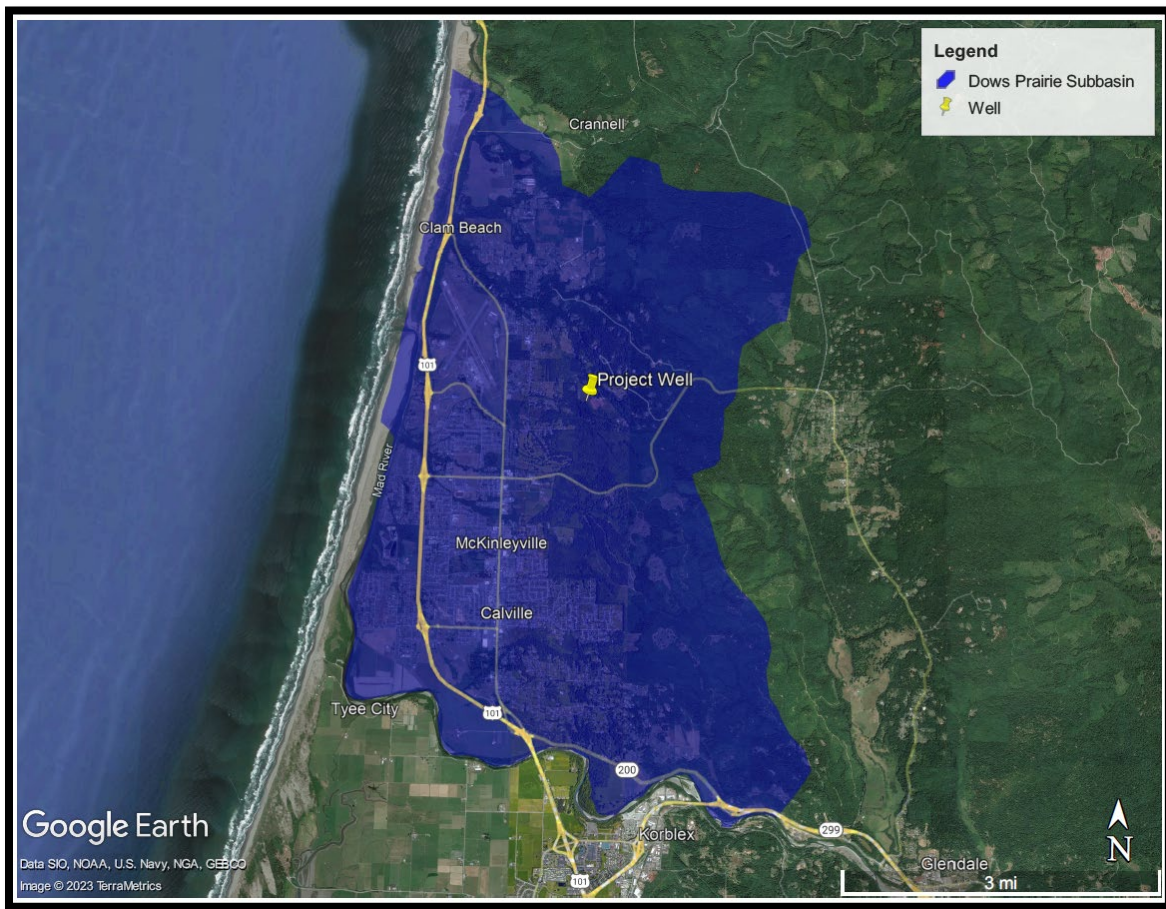 Legend
Dows Prairie Subbasin
Well
Crannell
Clam Beach
101
Project Well
Mad River
McKinleyville
Calville
Tyee City
101
200
Korblex
299
Glendale
101
Google Earth
Data SIO, NOAA, U.S. Navy, NGA, GEBCO
Image © 2023 TerraMetrics
N
3 mi